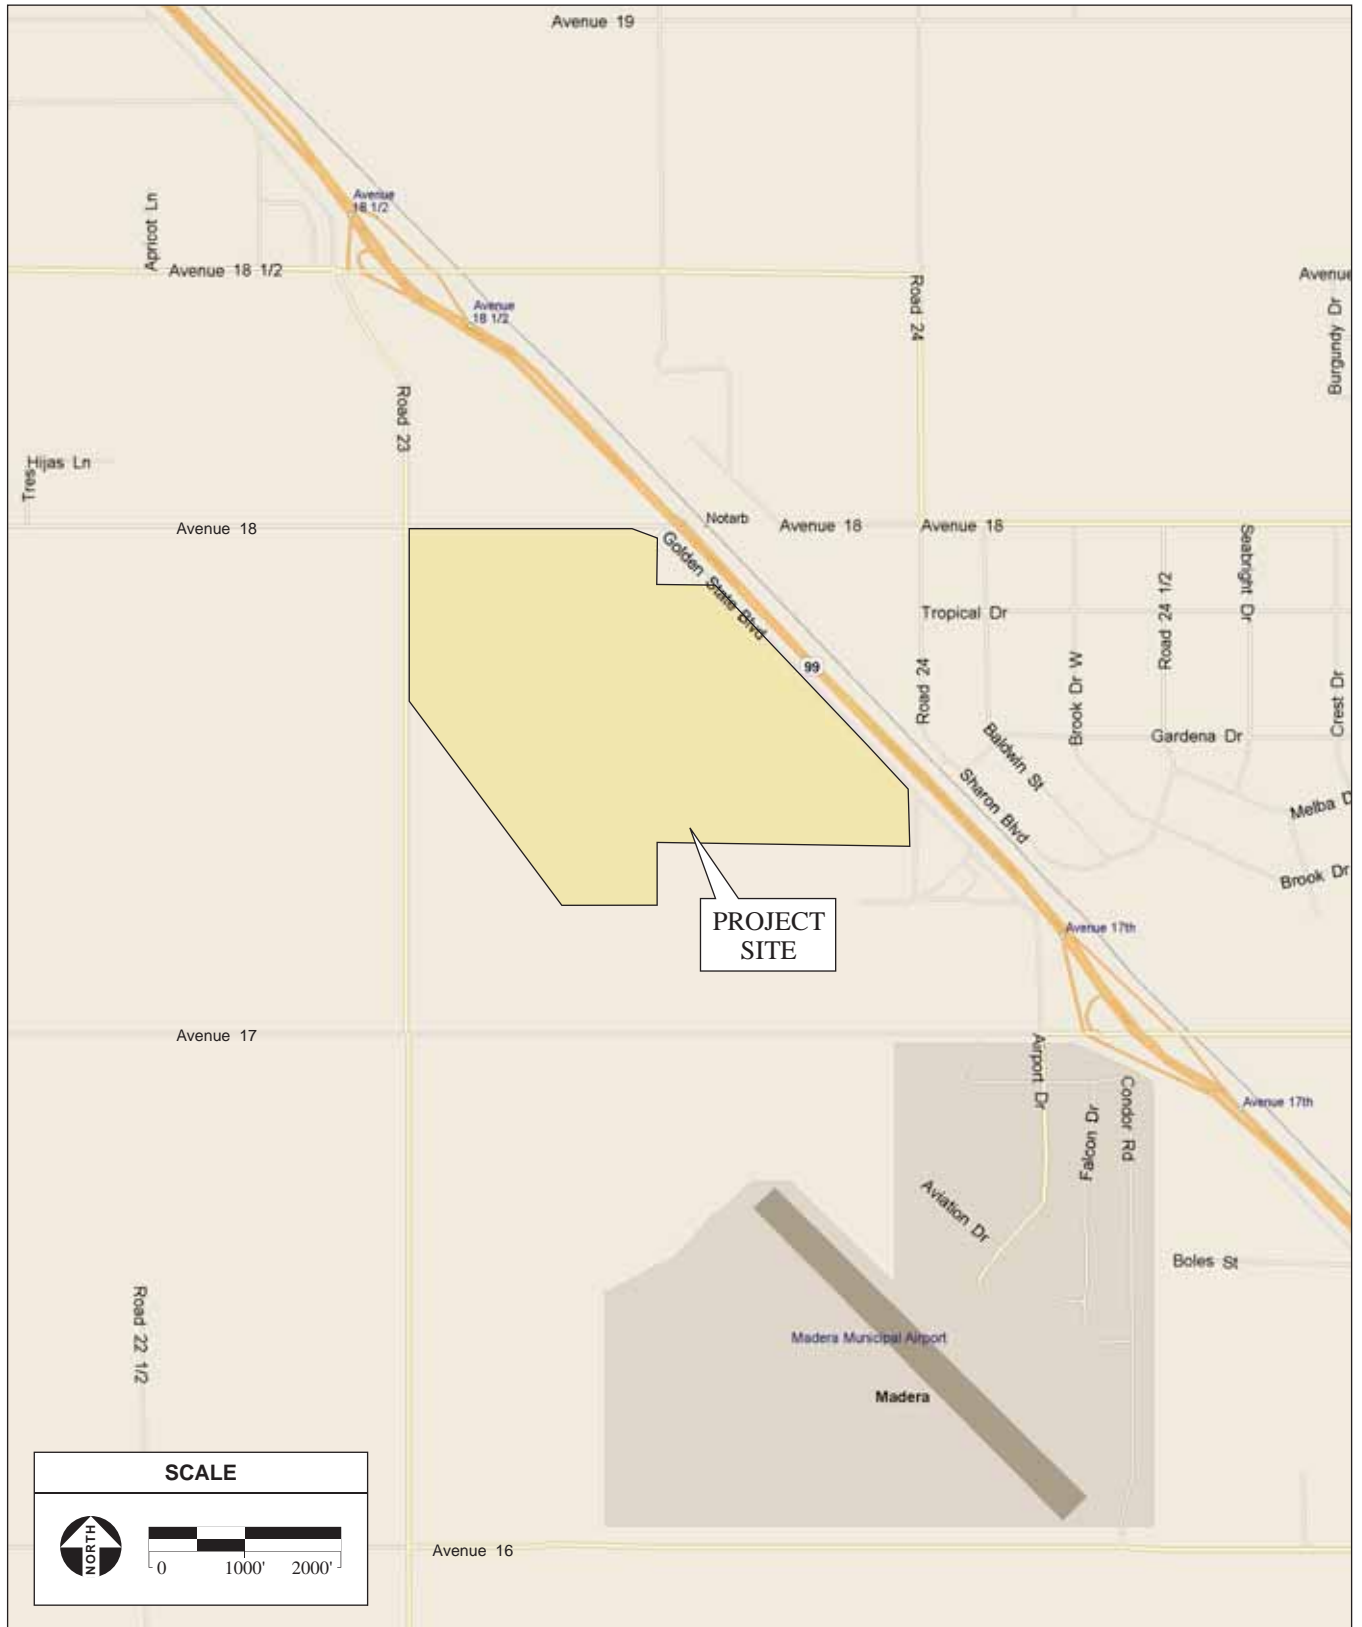 Avenue 19
Avenue
18 1/2
Apricot Ln
Avenue 18 1/2
Road 24
Avenue
Burgundy Dr
Avenue
18 1/2
Road 23
Tres
Hijas Ln
Avenue 18
Notarb
Avenue 18
Avenue 18
Golden State Blvd
Seabright Dr
Road 24 1/2
Tropical Dr
99
Road 24
Brook Dr W
Crest Dr
Gardena Dr
Baldwin St
Sharon Blvd
Melba D
Brook Dr
PROJECT
SITE
Avenue 17th
Avenue 17
Airport Dr
Condor Rd
Falcon Dr
Avenue 17th
Aviation Dr
Boles St
Road 22 1/2
Madera Municipal Airport
Madera
SCALE
NORTH
0 1000' 2000'
Avenue 16